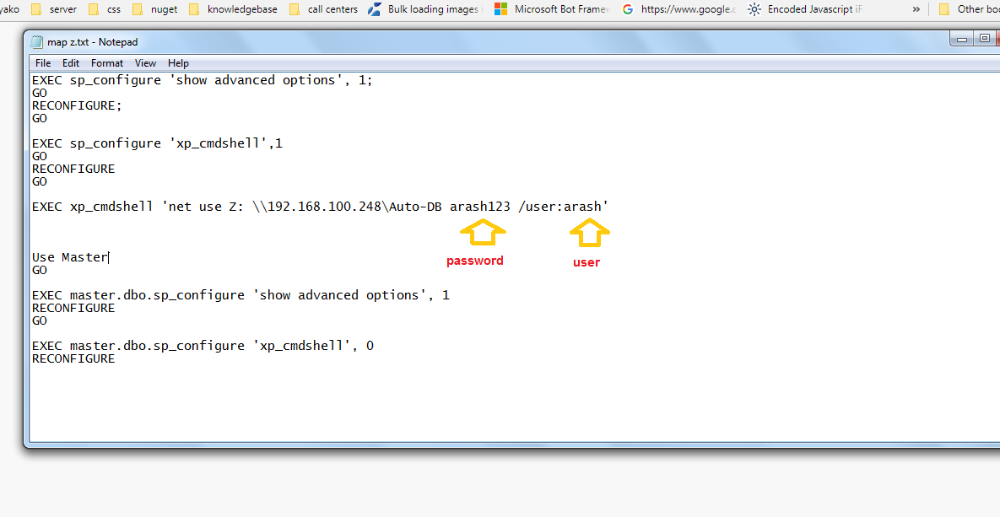 yako server css nuget knowledgebase call centers Bulk loading images Microsoft Bot Framew https://www.google.c Encoded Javascript iF » Other boo
map z.txt - Notepad
File Edit Format View Help
EXEC sp_configure 'show advanced options', 1;
GO
RECONFIGURE;
GO
EXEC sp_configure 'xp_cmdshell',1
GO
RECONFIGURE
GO
EXEC xp_cmdshell 'net use Z: \\192.168.100.248\Auto-DB arash123 /user:arash'
password user
Use Master
GO
EXEC master.dbo.sp_configure 'show advanced options', 1
RECONFIGURE
GO
EXEC master.dbo.sp_configure 'xp_cmdshell', 0
RECONFIGURE